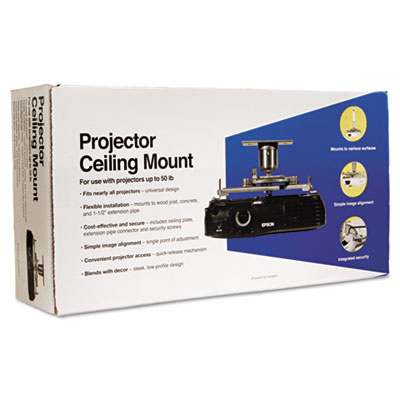 Projector
Ceiling Mount
Projector
Ceiling Mount
For use with projectors up to 50 lb
• Fits nearly all projectors – universal design
• Flexible installation – mounts to wood post, concrete,
and 1-1/2" extension pipe
• Cost-effective and secure – includes ceiling plate,
extension pipe connector and security screws
• Simple image alignment – single point of adjustment
• Convenient projector access – quick-release mechanism
• Blends with decor – sleek, low-profile design
EPSON
Mounts to various surfaces
Simple image alignment
Integrated security